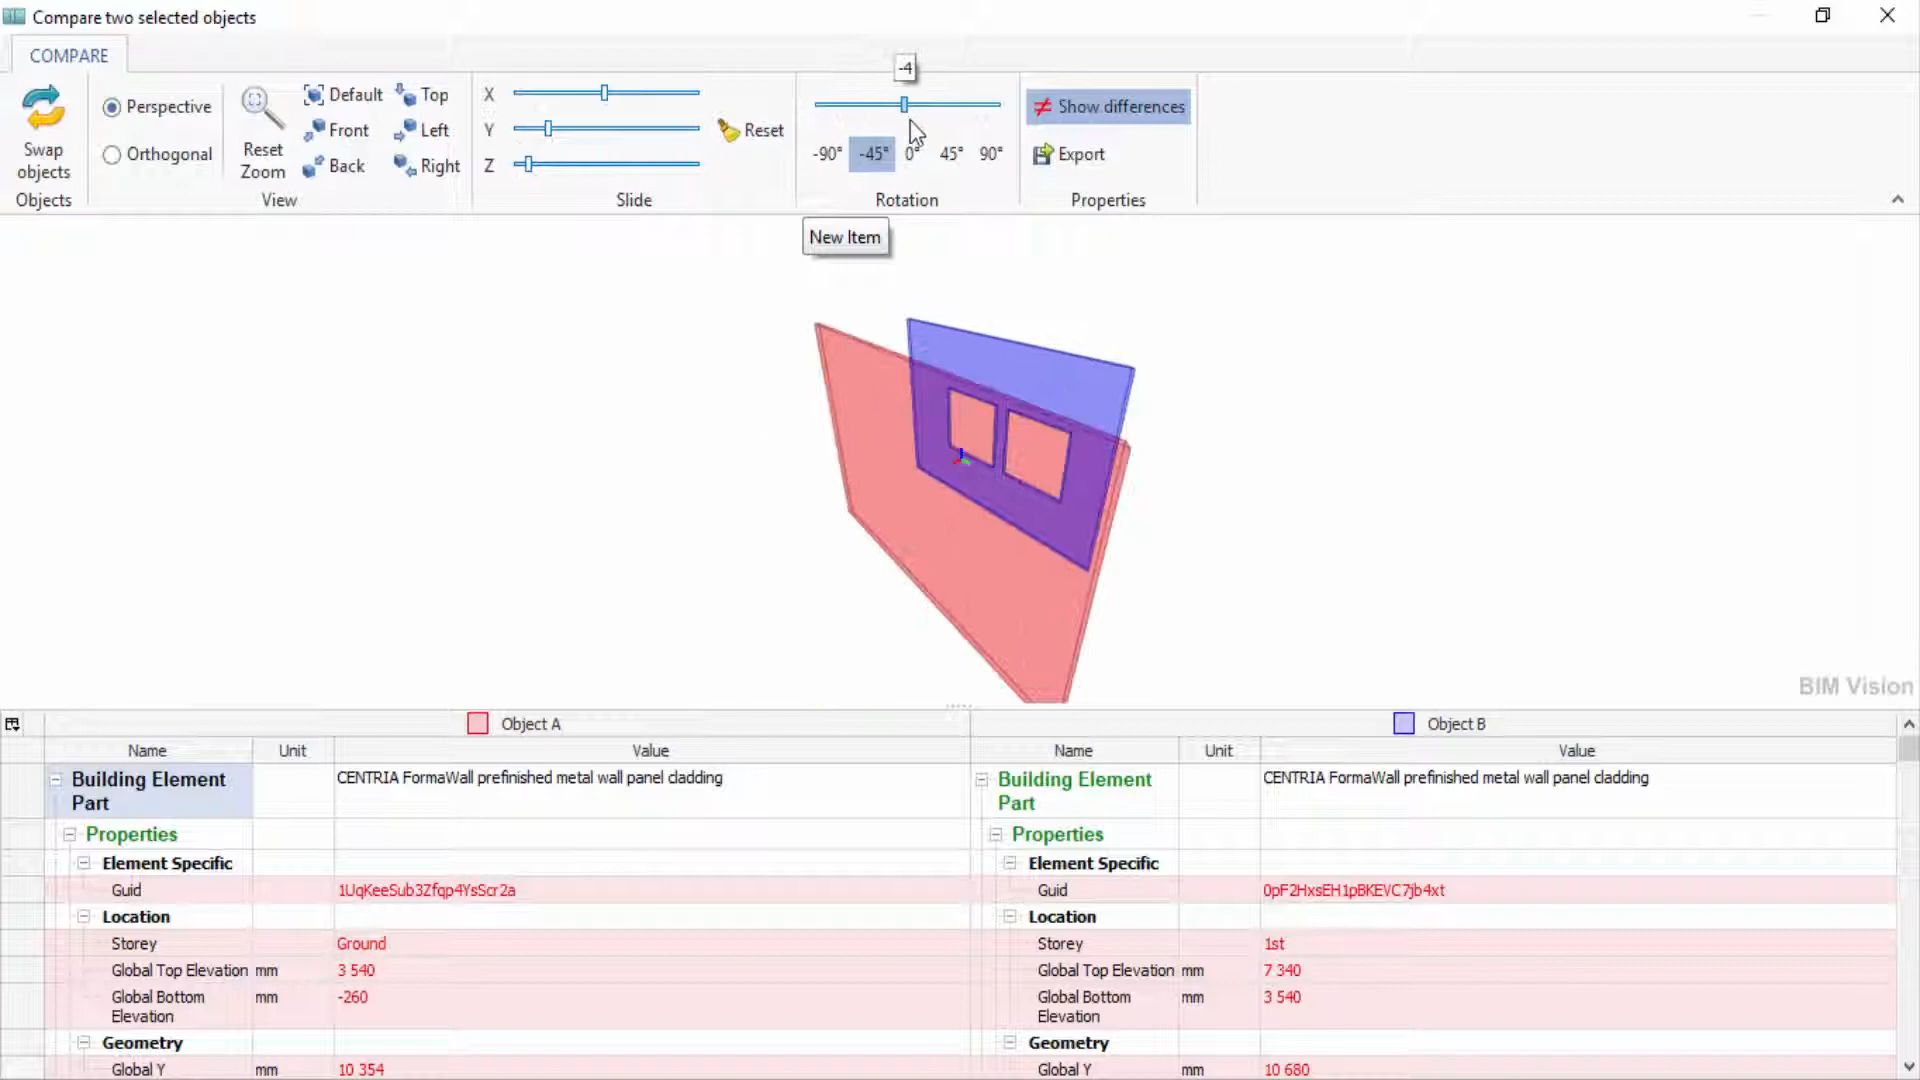 Compare two selected objects
COMPARE
Swap
objects
Objects
Perspective
Orthogonal
Reset
Zoom
Default
Front
Back
Top
Left
Right
View
X
Y
Z
Reset
Slide
-4
-90°
-45°
0°
45°
90°
Rotation
Show differences
Export
Properties
New Item
BIM Vision
Object A
Object B
Name Unit Value
Name Unit Value
Building Element
Part
CENTRIA FormaWall prefinished metal wall panel cladding
Building Element
Part
CENTRIA FormaWall prefinished metal wall panel cladding
Properties
Properties
Element Specific
Element Specific
Guid 1UqKeeSub3Zfqp4YsScr2a
Guid 0pF2HxsEH1pBKEVC7jb4xt
Location
Location
Storey Ground
Storey 1st
Global Top Elevation mm 3 540
Global Top Elevation mm 7 340
Global Bottom
Elevation
mm -260
Global Bottom
Elevation
mm 3 540
Geometry
Geometry
Global Y mm 10 354
Global Y mm 10 680